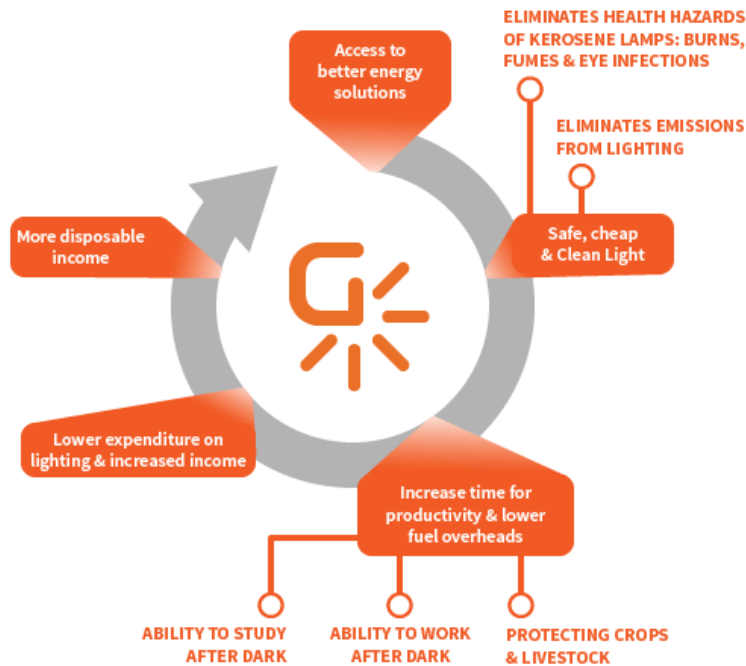 Access to
better energy
solutions
ELIMINATES HEALTH HAZARDS
OF KEROSENE LAMPS: BURNS,
FUMES & EYE INFECTIONS
ELIMINATES EMISSIONS
FROM LIGHTING
Safe, cheap
& Clean Light
Increase time for
productivity & lower
fuel overheads
ABILITY TO STUDY
AFTER DARK
ABILITY TO WORK
AFTER DARK
PROTECTING CROPS
& LIVESTOCK
Lower expenditure on
lighting & increased income
More disposable
income
G